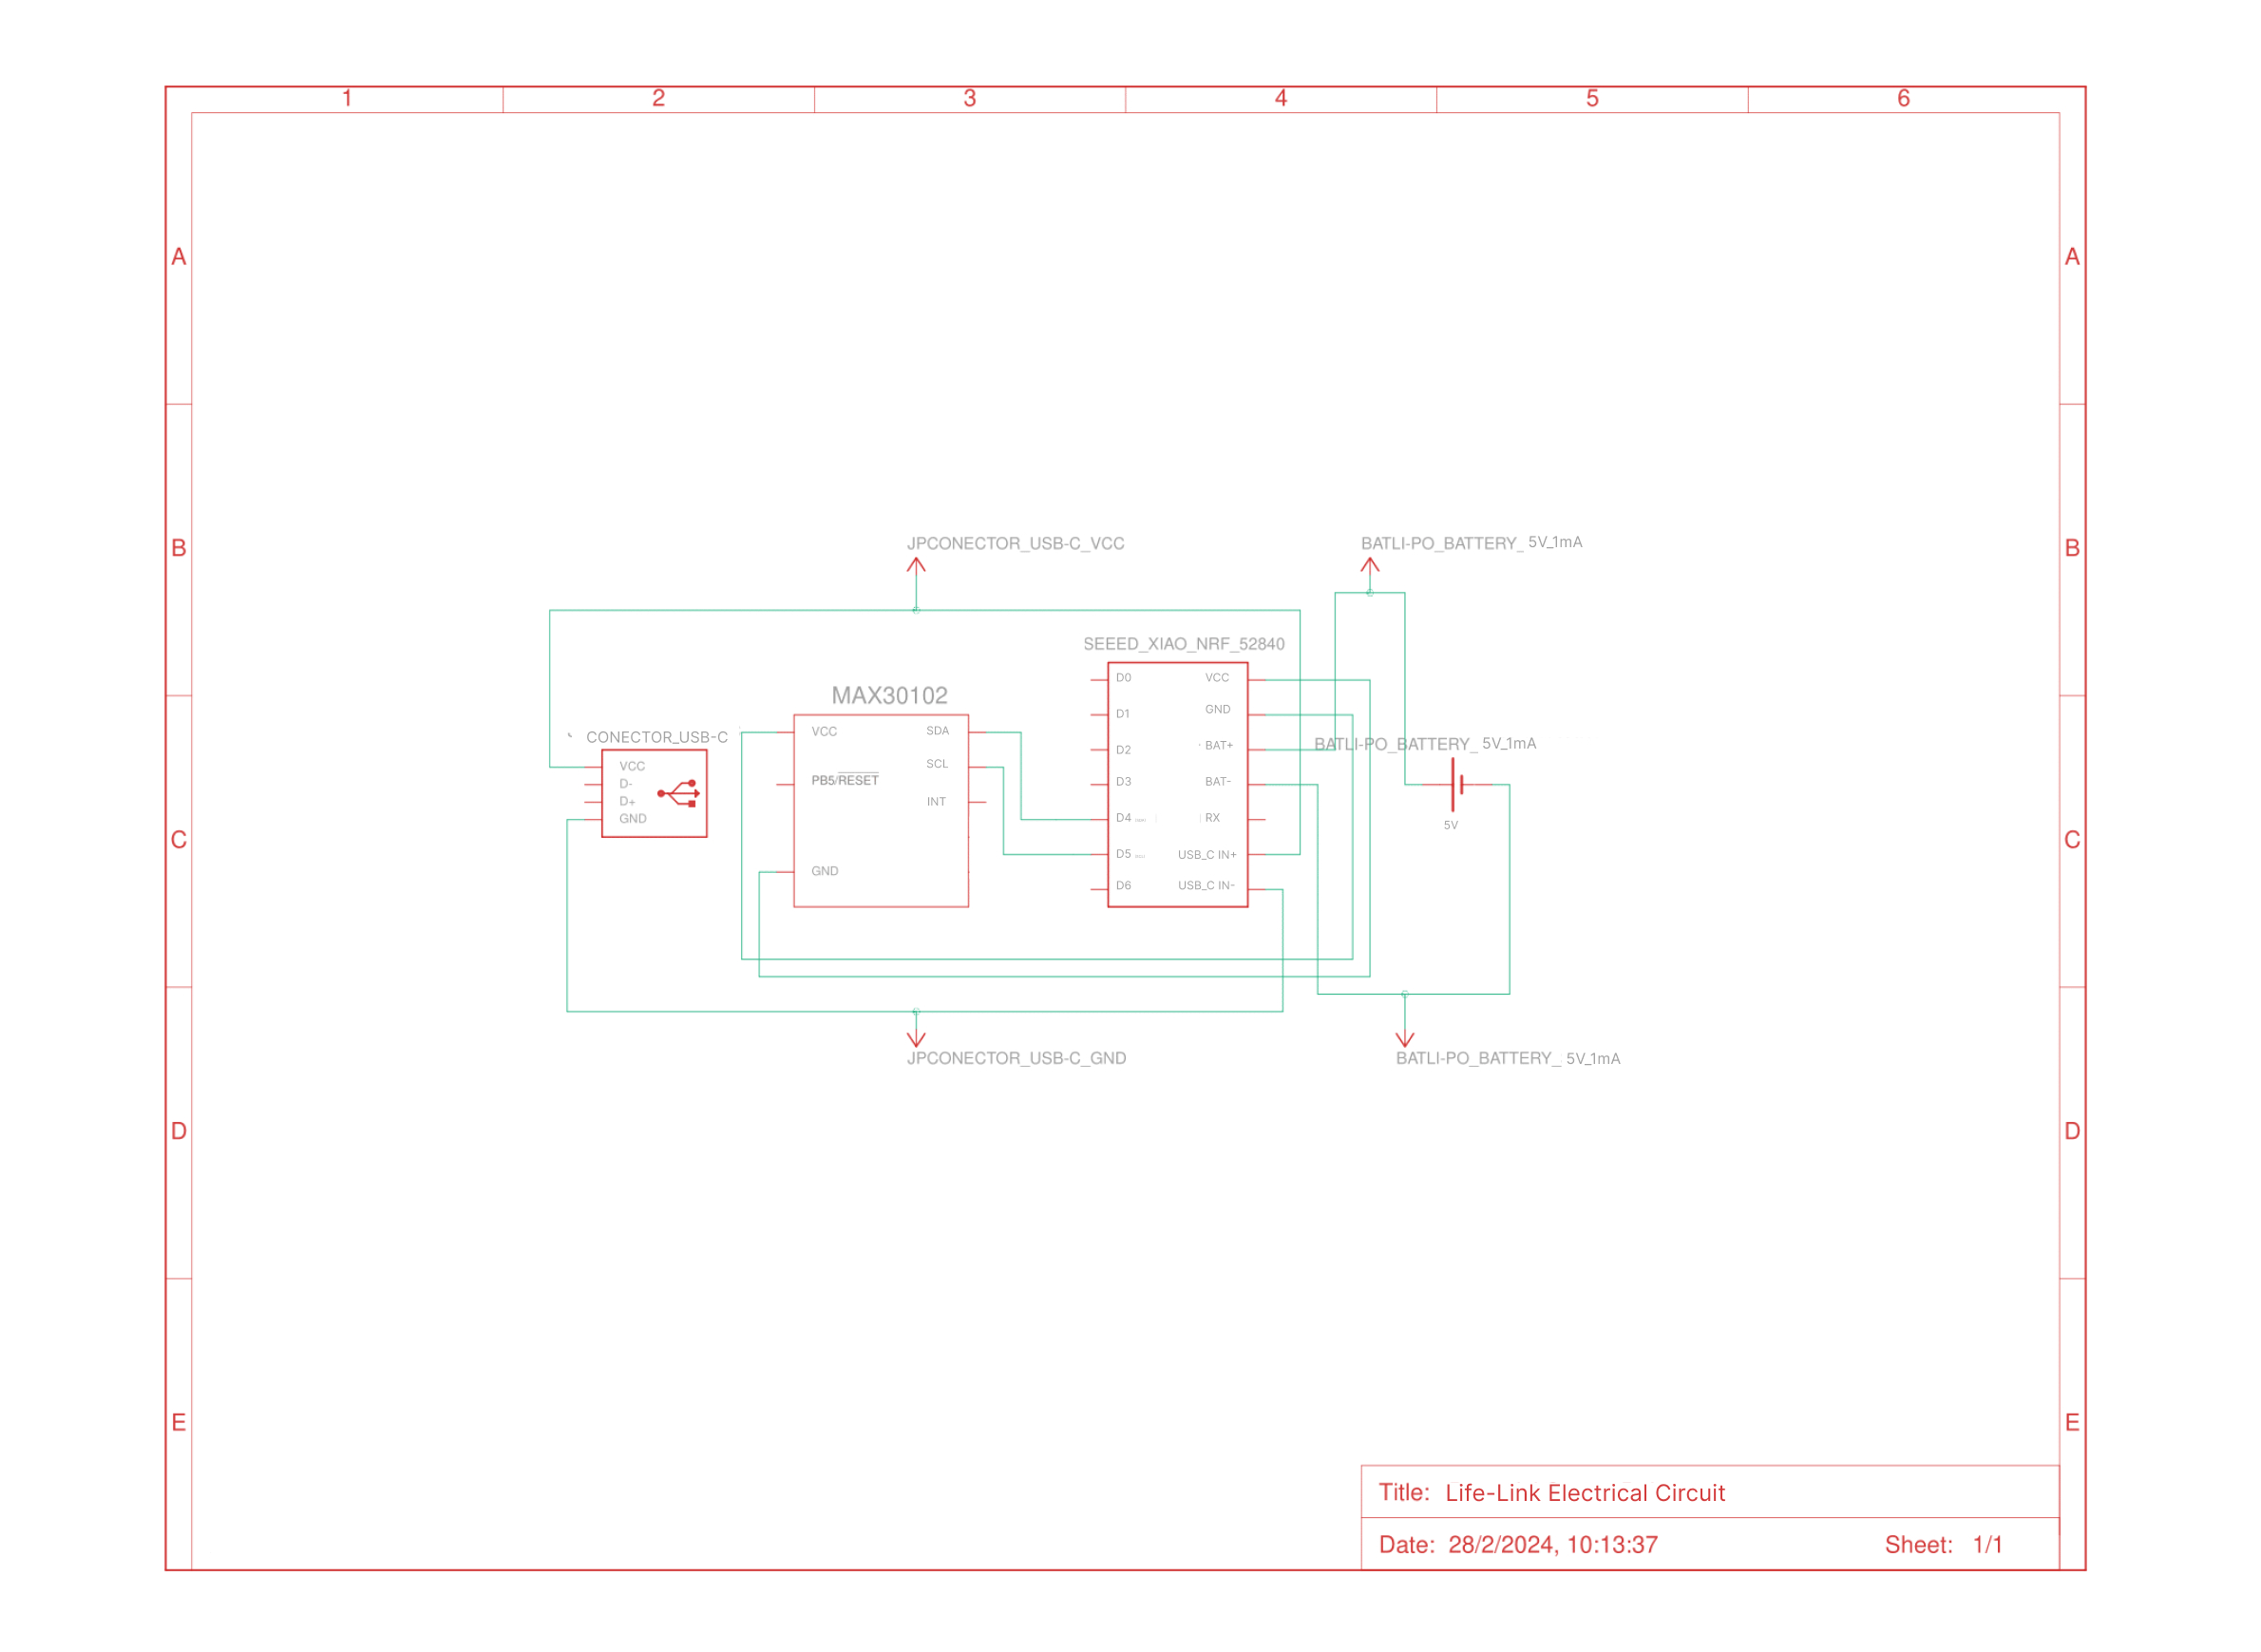 1 2 3 4 5 6
A A
B B
C C
D D
E E
JPCONECTOR_USB-C_VCC
BATLI-PO_BATTERY_ 5V_1mA
SEEED_XIAO_NRF_52840
D0 VCC
D1 GND
D2 BAT+
D3 BAT-
D4 RX
D5 USB_C IN+
D6 USB_C IN-
MAX30102
VCC SDA
SCL
PB5/RESET
INT
GND
CONECTOR_USB-C
VCC
D-
D+
GND
BATLI-PO_BATTERY_ 5V_1mA
5V
JPCONECTOR_USB-C_GND
BATLI-PO_BATTERY_ 5V_1mA
Title: Life-Link Electrical Circuit
Date: 28/2/2024, 10:13:37 Sheet: 1/1